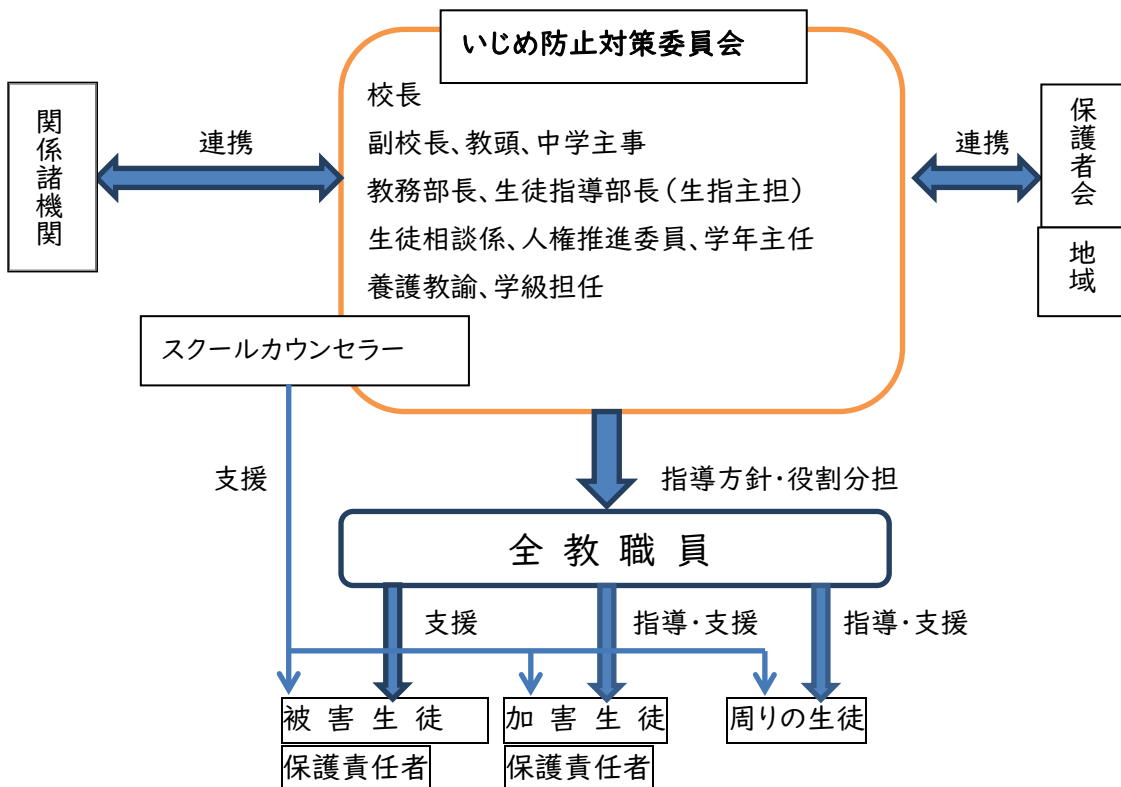 いじめ防止対策委員会
校長
副校長、教頭、中学主事
教務部長、生徒指導部長(生指主担)
生徒相談係、人権推進委員、学年主任
養護教諭、学級担任
関係諸機関
連携
連携
保護者会
地域
スクールカウンセラー
支援
指導方針・役割分担
全教職員
支援
指導・支援
指導・支援
被害生徒
保護責任者
加害生徒
保護責任者
周りの生徒